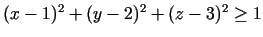 (x − 1)² + (y − 2)² + (z − 3)² ≥ 1